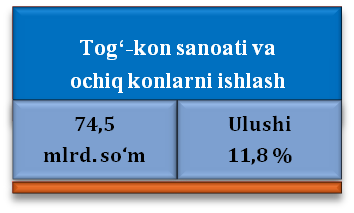 Tog‘-kon sanoati va
ochiq konlarni ishlash
74,5
mlrd. so‘m
Ulushi
11,8 %